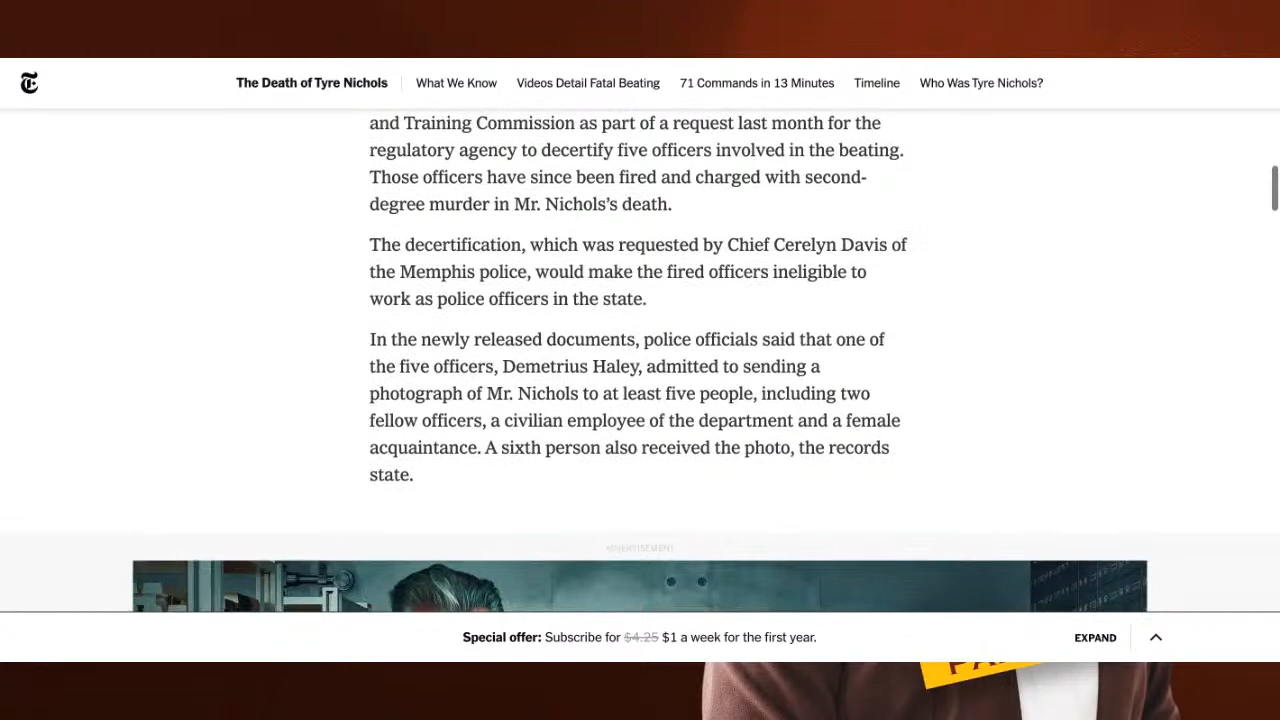 The Death of Tyre Nichols What We Know Videos Detail Fatal Beating 71 Commands in 13 Minutes Timeline Who Was Tyre Nichols?
and Training Commission as part of a request last month for the
regulatory agency to decertify five officers involved in the beating.
Those officers have since been fired and charged with second-
degree murder in Mr. Nichols’s death.
The decertification, which was requested by Chief Cerelyn Davis of
the Memphis police, would make the fired officers ineligible to
work as police officers in the state.
In the newly released documents, police officials said that one of
the five officers, Demetrius Haley, admitted to sending a
photograph of Mr. Nichols to at least five people, including two
fellow officers, a civilian employee of the department and a female
acquaintance. A sixth person also received the photo, the records
state.
ADVERTISEMENT
Special offer: Subscribe for $4.25 $1 a week for the first year. EXPAND